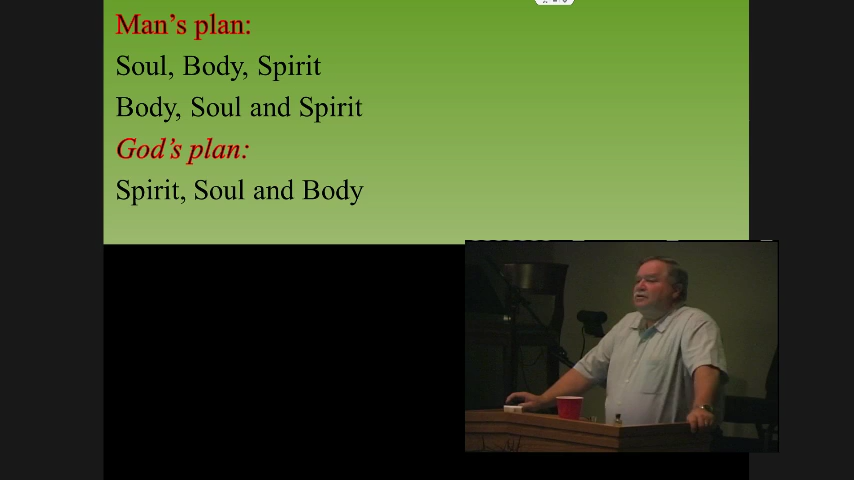 Man’s plan:
Soul, Body, Spirit
Body, Soul and Spirit
God’s plan:
Spirit, Soul and Body